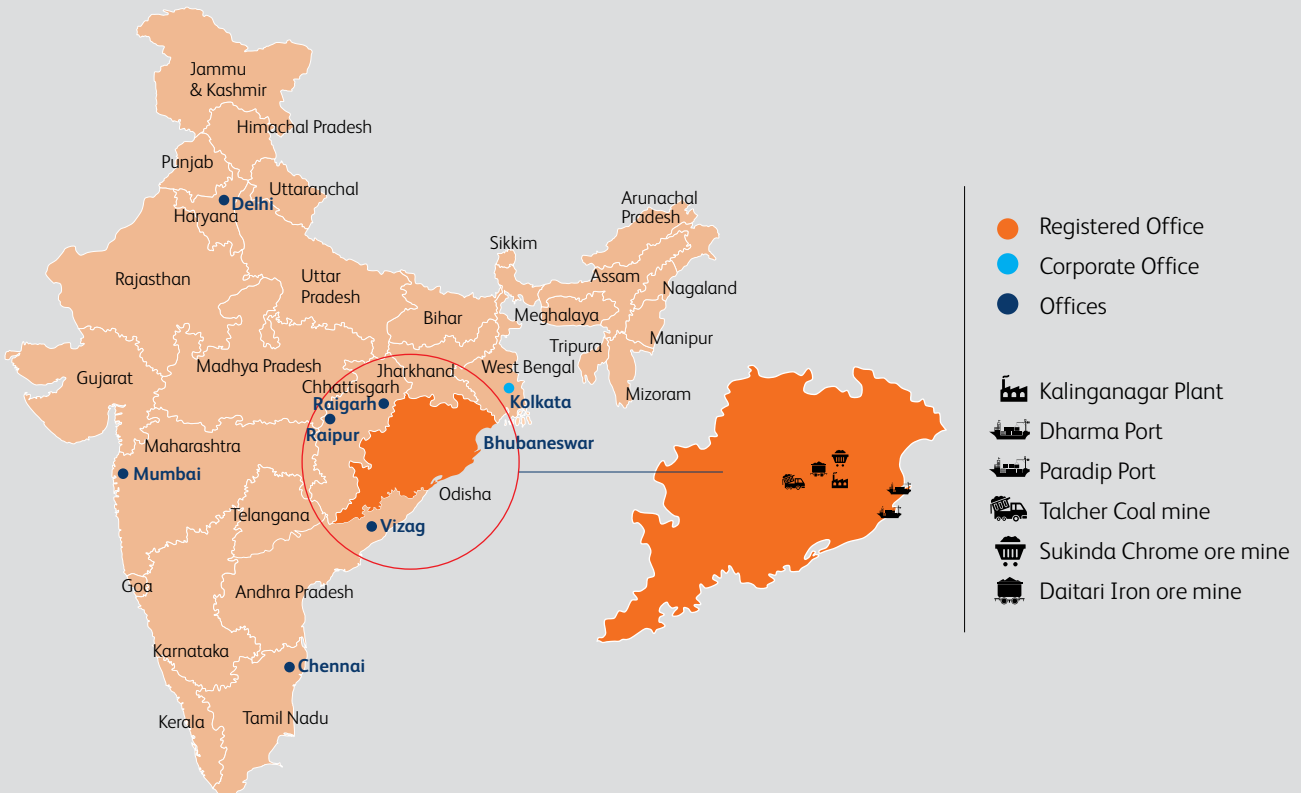 Jammu
& Kashmir
Himachal Pradesh
Punjab
Uttaranchal
Delhi
Haryana
Rajasthan
Uttar
Pradesh
Sikkim
Arunachal
Pradesh
Assam
Nagaland
Bihar
Meghalaya
Manipur
Tripura
Mizoram
Gujarat
Madhya Pradesh
Jharkhand
West Bengal
Chhattisgarh
Raigarh
Kolkata
Raipur
Bhubaneswar
Maharashtra
Mumbai
Odisha
Telangana
Vizag
Goa
Andhra Pradesh
Karnataka
Chennai
Kerala
Tamil Nadu
Registered Office
Corporate Office
Offices
Kalinganagar Plant
Dharma Port
Paradip Port
Talcher Coal mine
Sukinda Chrome ore mine
Daitari Iron ore mine